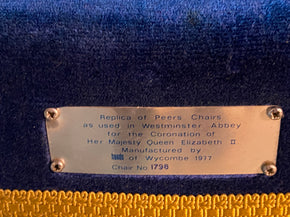 Replica of Peers Chairs
as used in Westminster Abbey
for the Coronation of
Her Majesty Queen Elizabeth II
Manufactured by
of Wycombe 1977
Chair No 1796